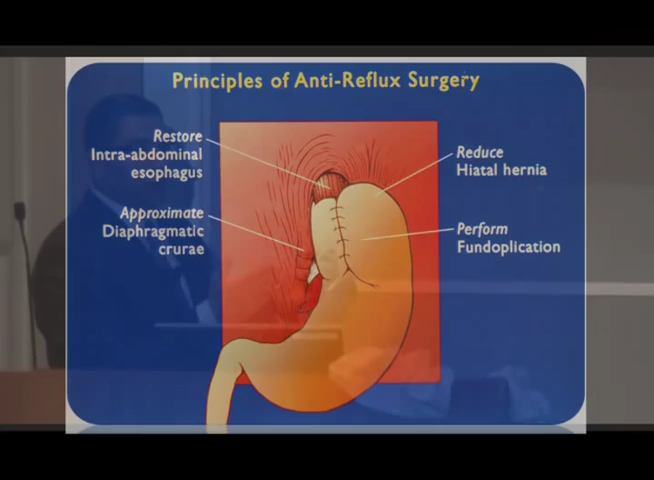 Principles of Anti-Reflux Surgery
Restore
Intra-abdominal
esophagus
Approximate
Diaphragmatic
crurae
Reduce
Hiatal hernia
Perform
Fundoplication